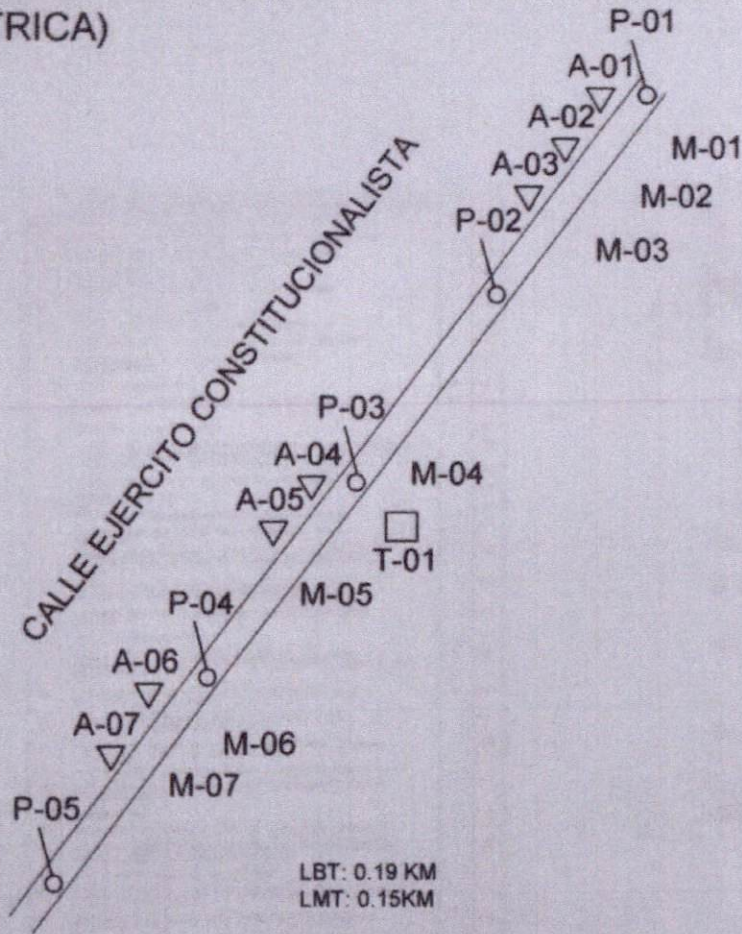 TRICA)
P-01
A-01
A-02
M-01
A-03
M-02
P-02
M-03
CALLE EJERCITO CONSTITUCIONALISTA
P-03
A-04
M-04
A-05
T-01
M-05
P-04
A-06
M-06
A-07
M-07
P-05
LBT: 0.19 KM
LMT: 0.15KM